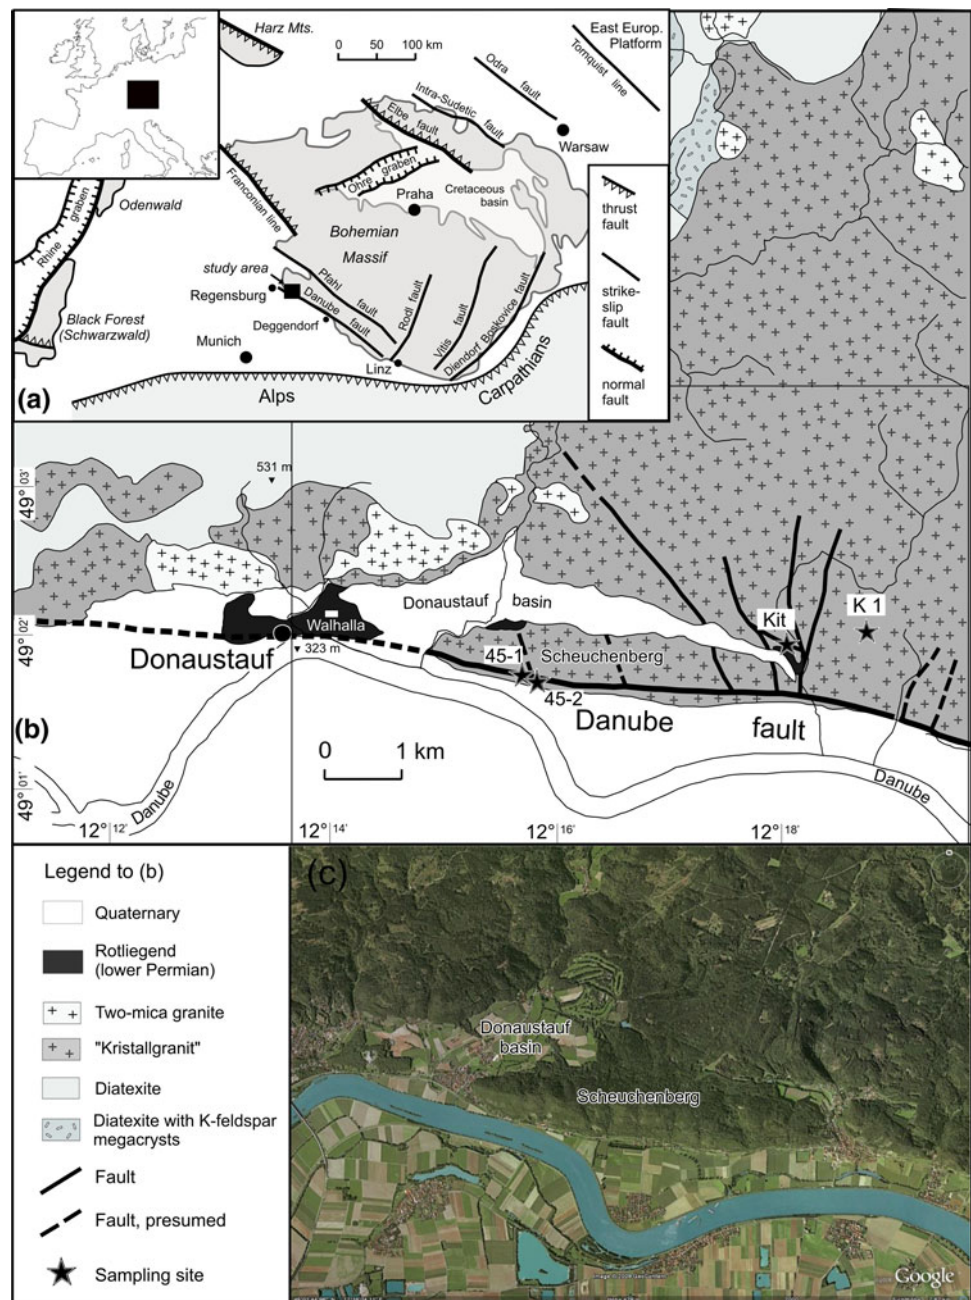 Harz Mts.
0 50 100 km
East Europ.
Platform
Tornquist line
Odra fault
Intra-Sudetic fault
Elbe fault
Warsaw
Ohre graben
Praha
Cretaceous
basin
Franconian line
Odenwald
Rhine graben
Bohemian
Massif
study area
Regensburg
Pfahl fault
Danube fault
Deggendorf
Rodl fault
Vitis fault
Diendorf Boskovice fault
Black Forest
(Schwarzwald)
Munich
Linz
Carpathians
Alps
(a)
thrust
fault
strike-
slip
fault
normal
fault
49° 03'
49° 02'
49° 01'
531 m
Donaustauf basin
Walhalla
Donaustauf
323 m
Kit
K 1
45-1
Scheuchenberg
45-2
Danube fault
(b)
0 1 km
Danube
Danube
12° 12'
12° 14'
12° 16'
12° 18'
Legend to (b)
Quaternary
Rotliegend
(lower Permian)
Two-mica granite
"Kristallgranit"
Diatexite
Diatexite with K-feldspar
megacrysts
Fault
Fault, presumed
Sampling site
(c)
Donaustauf
basin
Scheuchenberg
Google